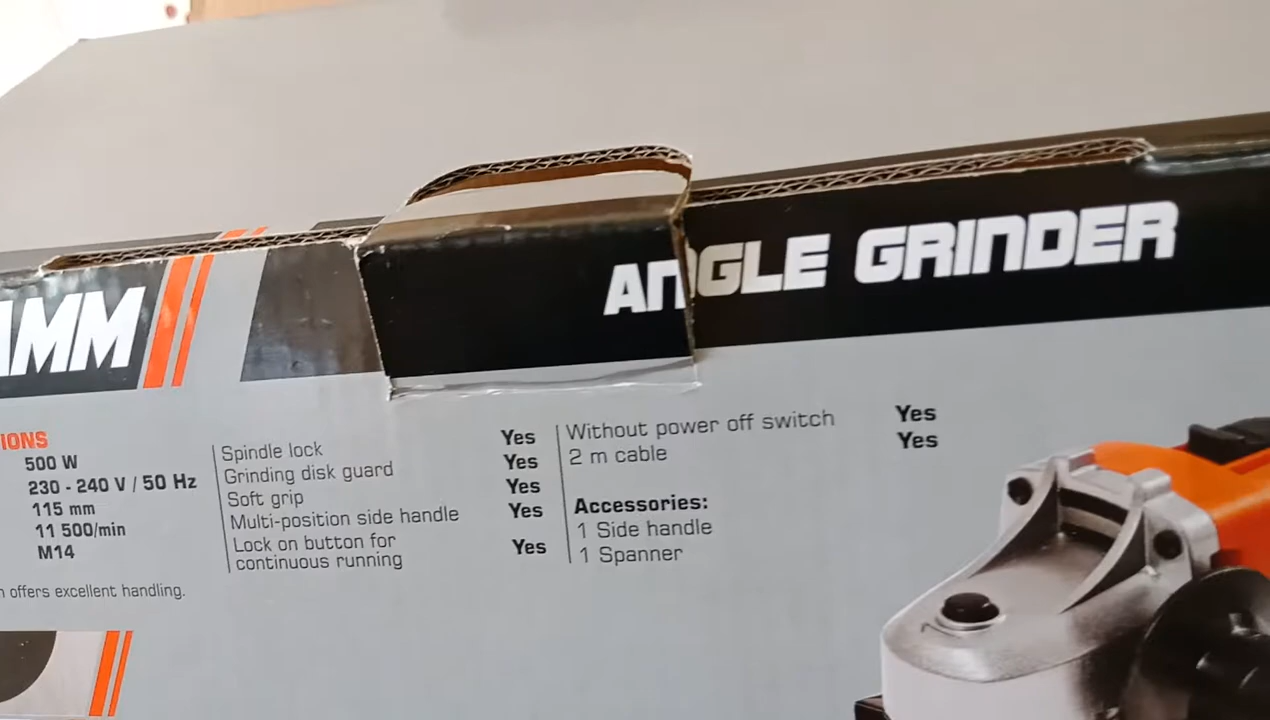 AMM
ANGLE GRINDER
IONS
500 W
230 - 240 V / 50 Hz
115 mm
11 500/min
M14
offers excellent handling.
Spindle lock Yes
Grinding disk guard Yes
Soft grip Yes
Multi-position side handle Yes
Lock on button for
continuous running Yes
Without power off switch Yes
2 m cable Yes
Accessories:
1 Side handle
1 Spanner